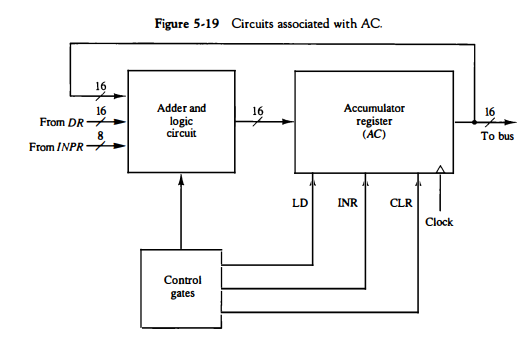 Figure 5-19 Circuits associated with AC.
16
16
From DR
8
From INPR
Adder and
logic
circuit
16
Accumulator
register
(AC)
16
To bus
LD
INR
CLR
Clock
Control
gates